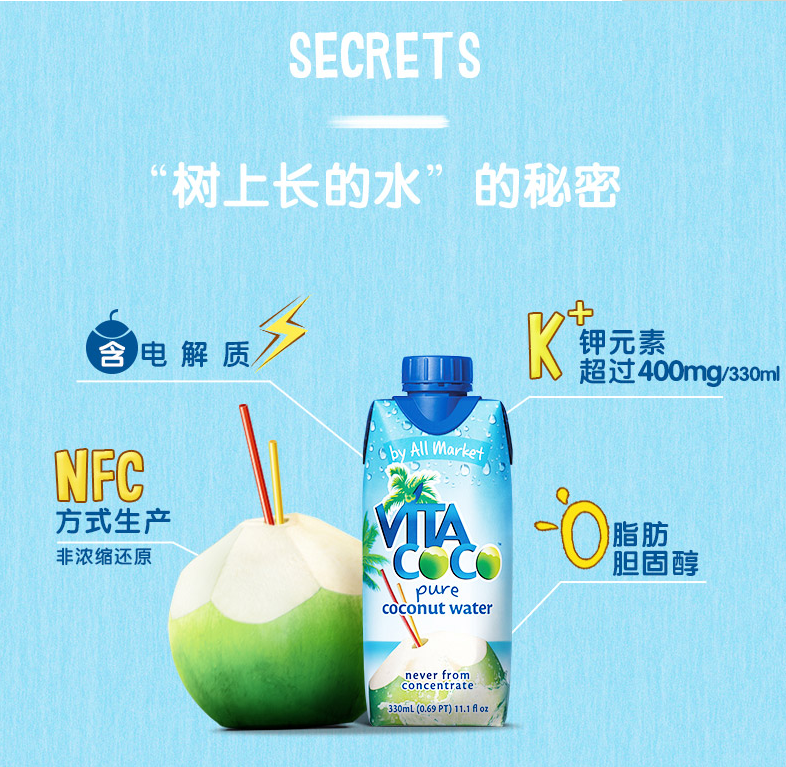 SECRETS
“树上长的水”的秘密
含电解质
K+
钾元素
超过400mg/330ml
NFC
方式生产
非浓缩还原
0
脂肪
胆固醇
by All Market
VITA
COCO™
pure
coconut water
never from
concentrate
330mL (0.69 PT) 11.1 fl oz